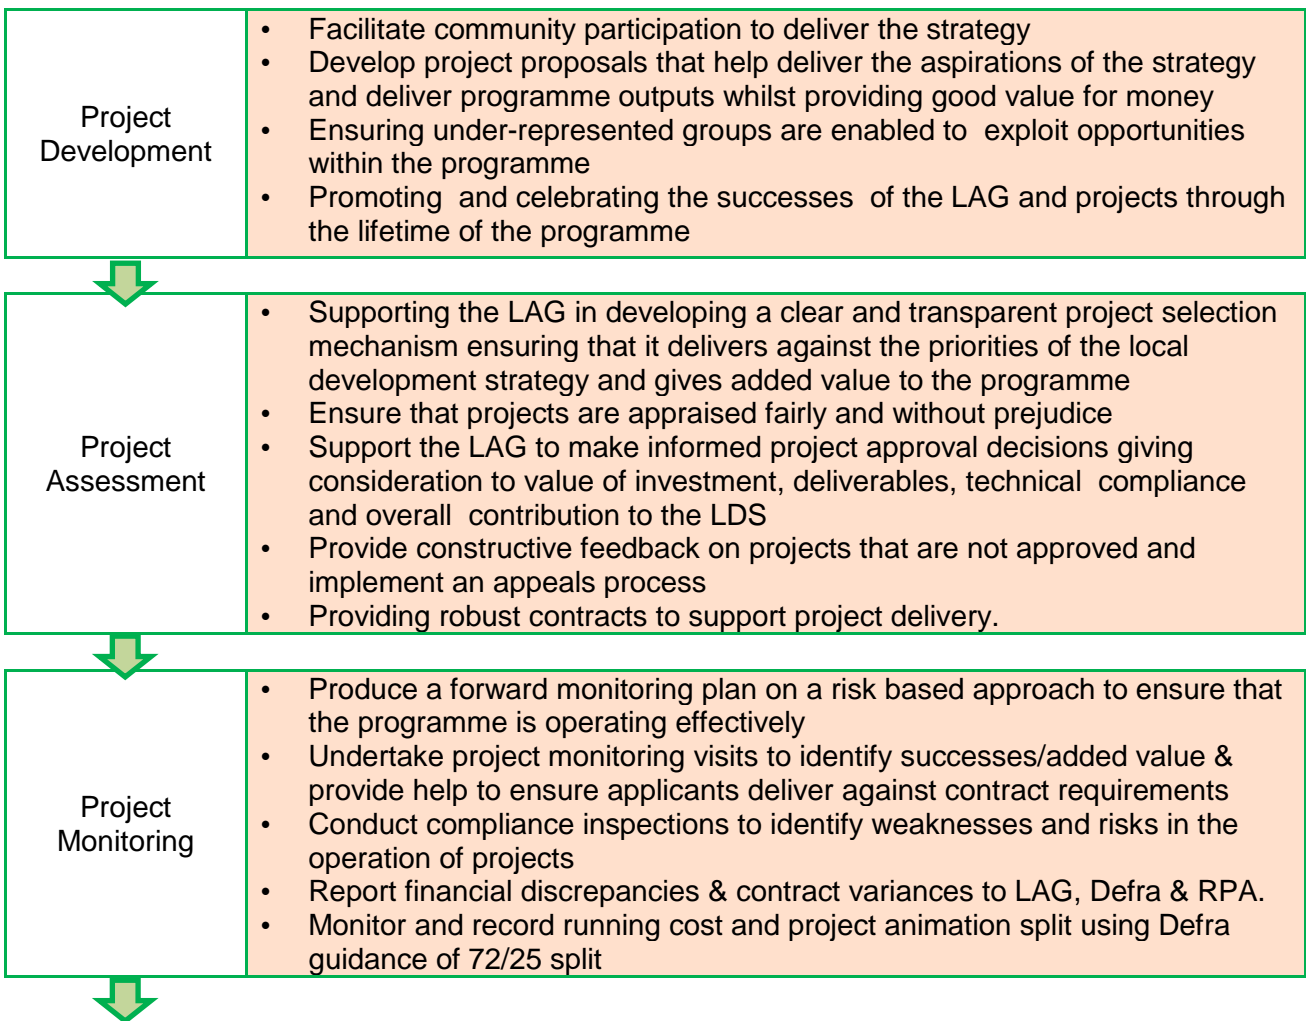 Project
Development
• Facilitate community participation to deliver the strategy
• Develop project proposals that help deliver the aspirations of the strategy
and deliver programme outputs whilst providing good value for money
• Ensuring under-represented groups are enabled to exploit opportunities
within the programme
• Promoting and celebrating the successes of the LAG and projects through
the lifetime of the programme
Project
Assessment
• Supporting the LAG in developing a clear and transparent project selection
mechanism ensuring that it delivers against the priorities of the local
development strategy and gives added value to the programme
• Ensure that projects are appraised fairly and without prejudice
• Support the LAG to make informed project approval decisions giving
consideration to value of investment, deliverables, technical compliance
and overall contribution to the LDS
• Provide constructive feedback on projects that are not approved and
implement an appeals process
• Providing robust contracts to support project delivery.
Project
Monitoring
• Produce a forward monitoring plan on a risk based approach to ensure that
the programme is operating effectively
• Undertake project monitoring visits to identify successes/added value &
provide help to ensure applicants deliver against contract requirements
• Conduct compliance inspections to identify weaknesses and risks in the
operation of projects
• Report financial discrepancies & contract variances to LAG, Defra & RPA.
• Monitor and record running cost and project animation split using Defra
guidance of 72/25 split